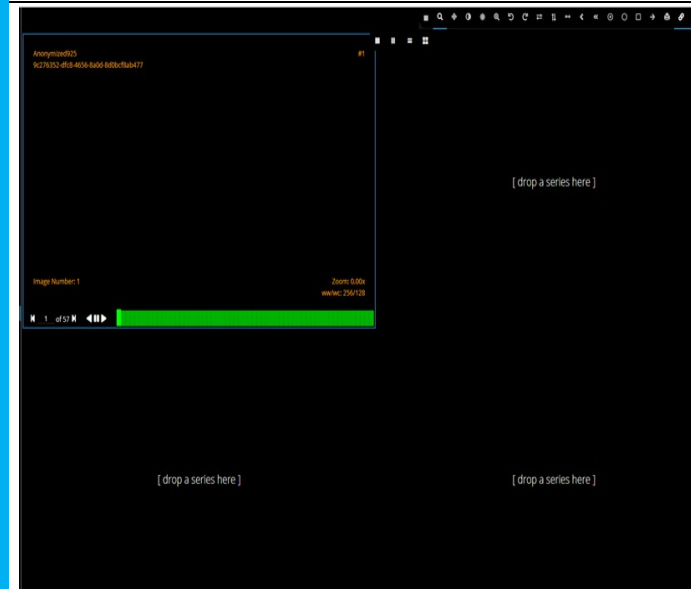 Anonymized925 #1
9c276352-dfc8-4656-8a0d-8d0bcf8ab477
[ drop a series here ]
Image Number: 1 Zoom: 0.00x
ww/wc: 256/128
1 of 57
[ drop a series here ] [ drop a series here ]